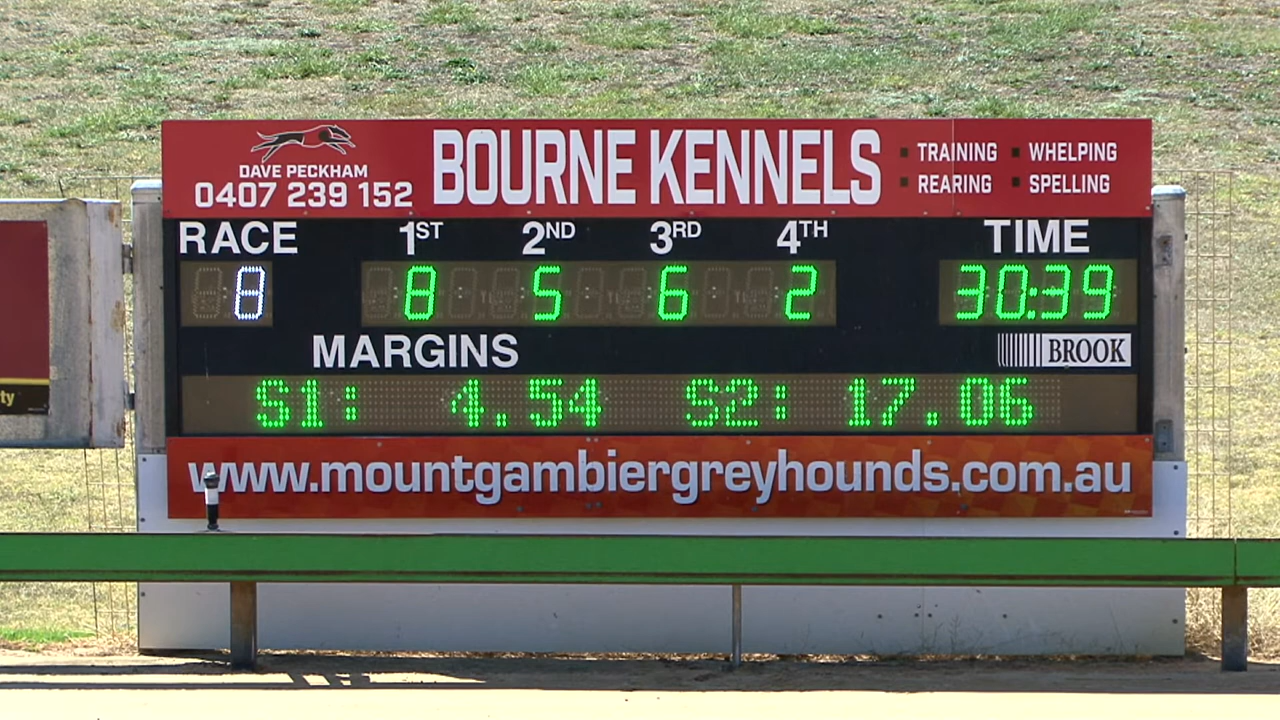 DAVE PECKHAM
0407 239 152
BOURNE KENNELS
TRAINING WHELPING
REARING SPELLING
RACE 1ST 2ND 3RD 4TH TIME
8 8 5 6 2 30:39
MARGINS
BROOK
S1: 4.54 S2: 17.06
ty
www.mountgambiergreyhounds.com.au